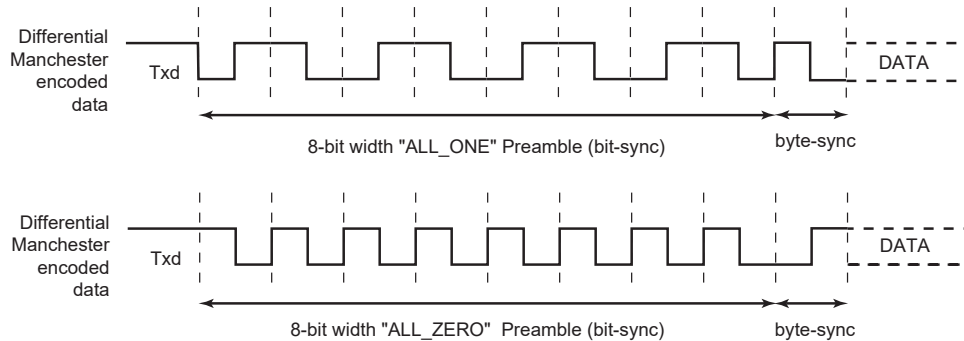 Differential
Manchester
encoded
data
Txd
DATA
8-bit width "ALL_ONE" Preamble (bit-sync)
byte-sync
Differential
Manchester
encoded
data
Txd
DATA
8-bit width "ALL_ZERO" Preamble (bit-sync)
byte-sync